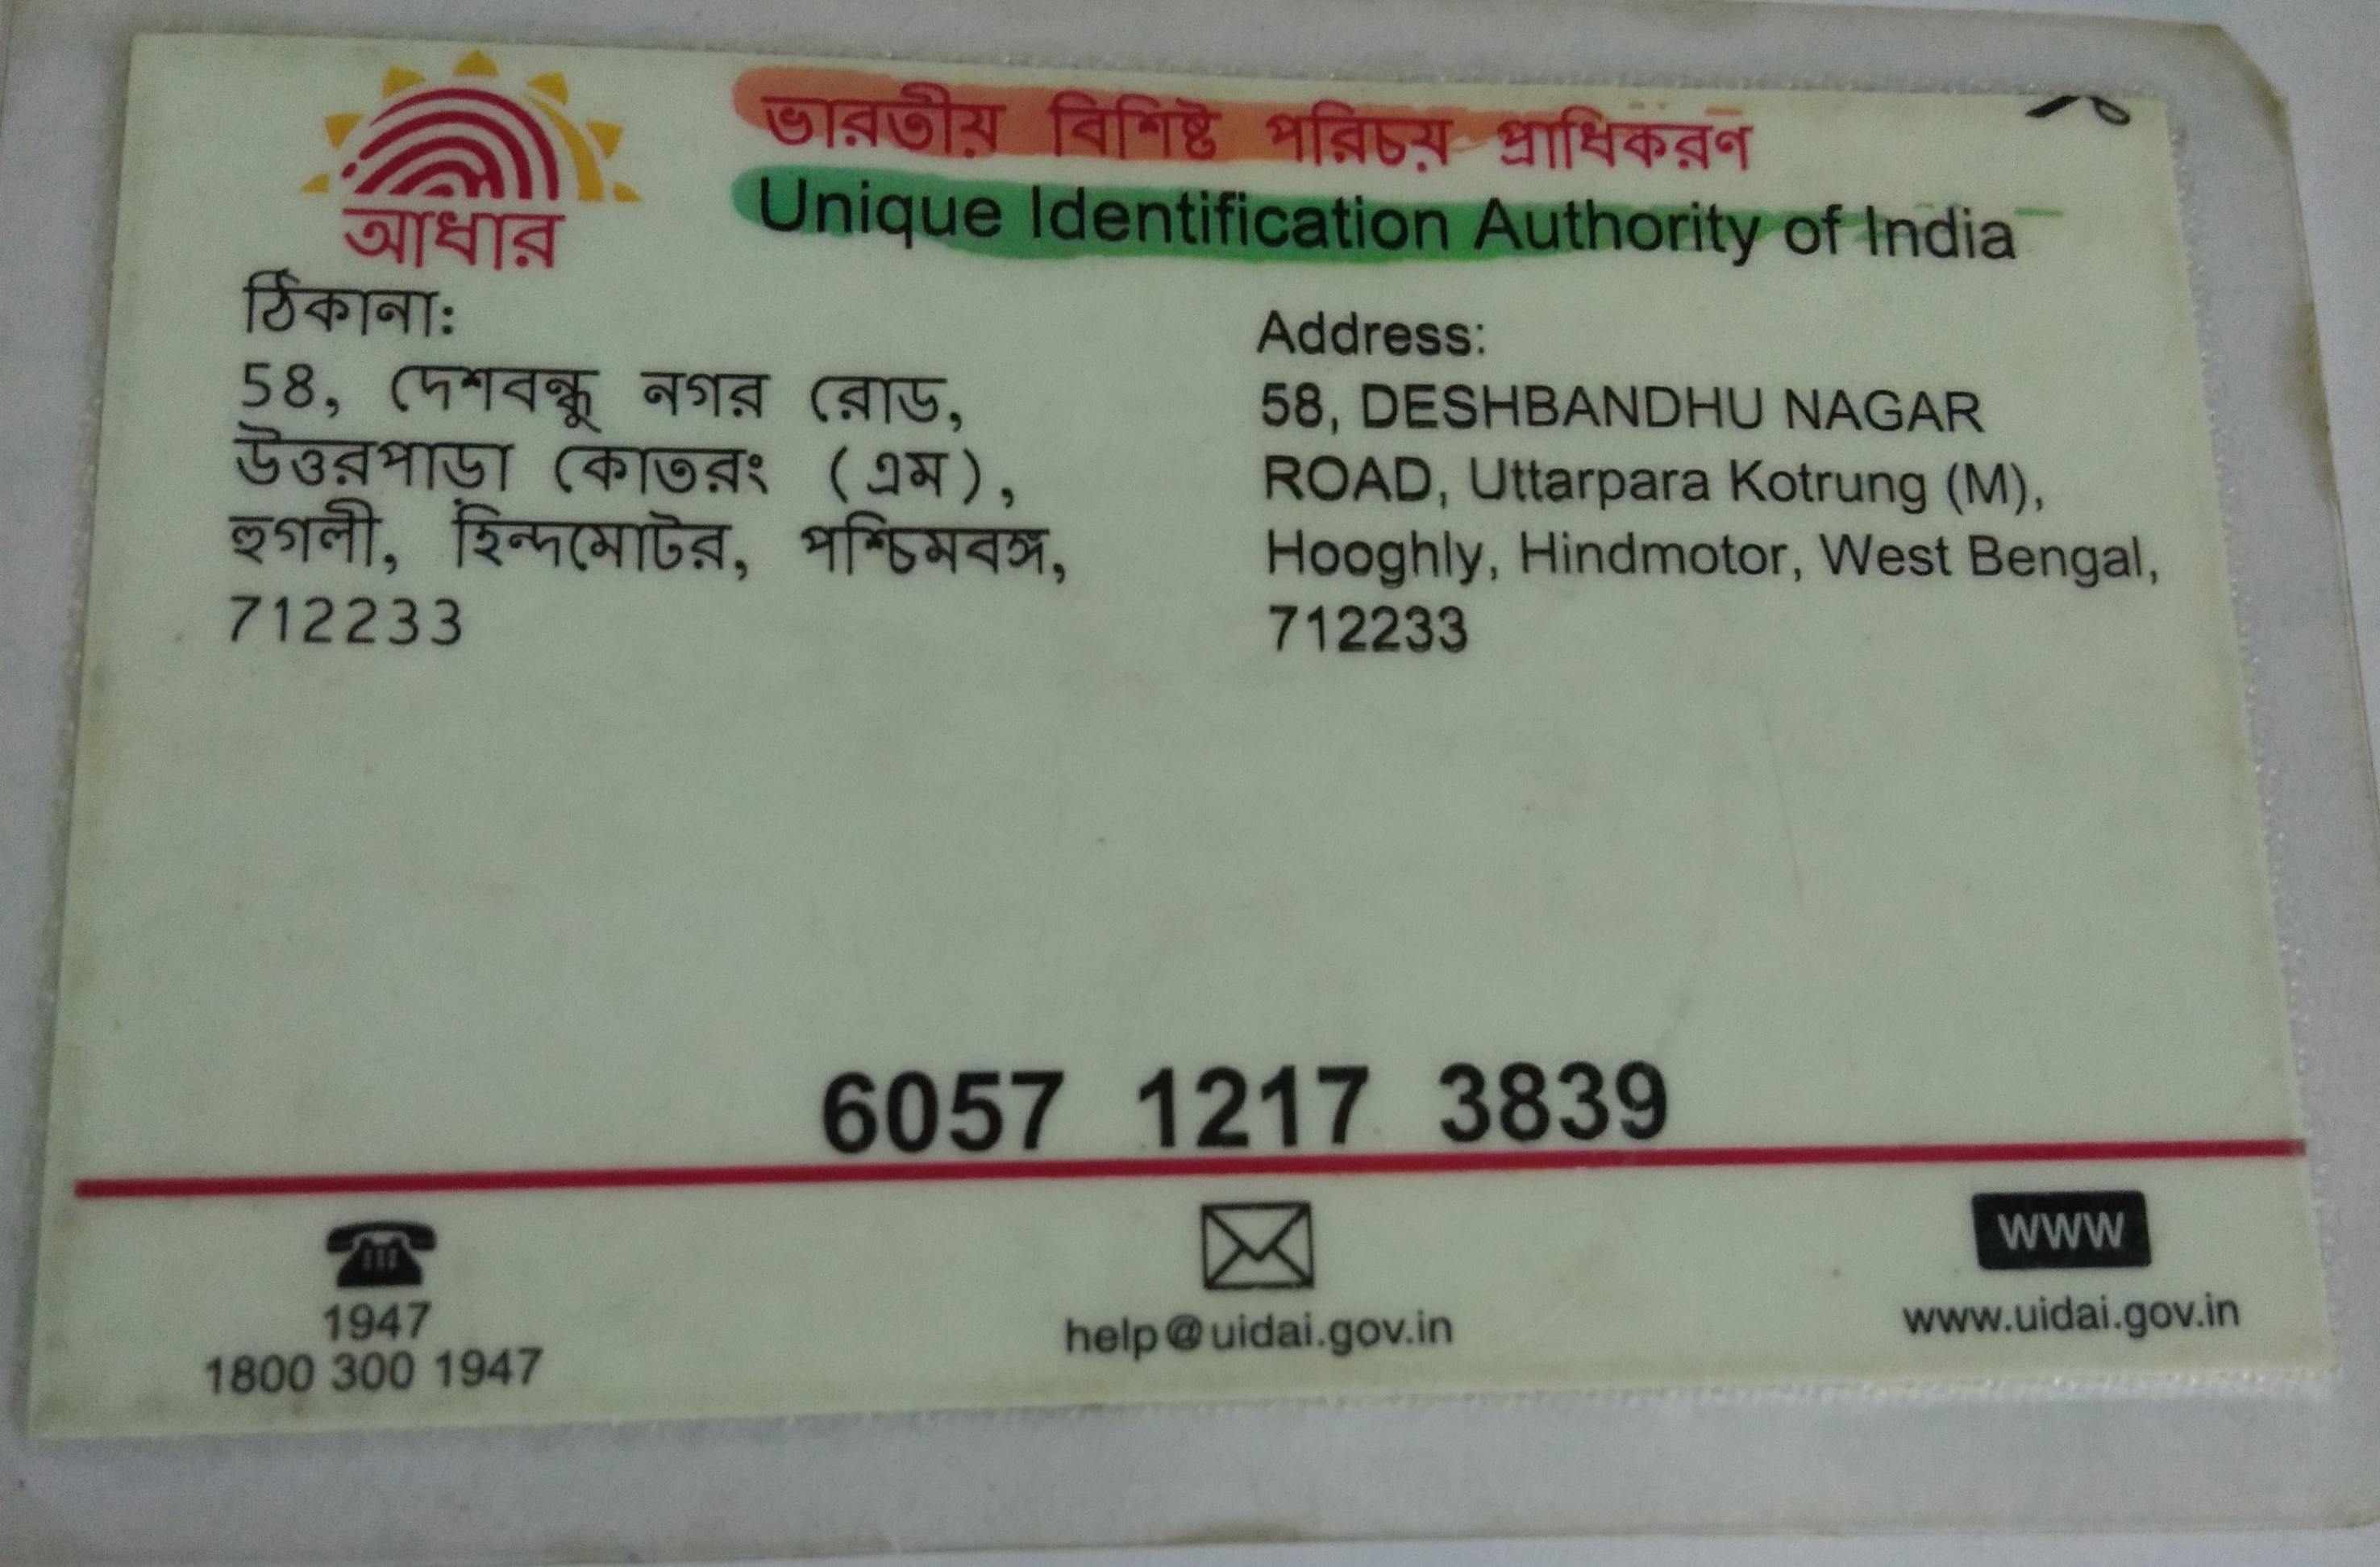 আধার
ভারতীয় বিশিষ্ট পরিচয় প্রাধিকরণ
Unique Identification Authority of India
ঠিকানা:
58, দেশবন্ধু নগর রোড,
উত্তরপাড়া কোতরং (এম),
হুগলী, হিন্দমোটর, পশ্চিমবঙ্গ,
712233
Address:
58, DESHBANDHU NAGAR
ROAD, Uttarpara Kotrung (M),
Hooghly, Hindmotor, West Bengal,
712233
6057 1217 3839
1947
1800 300 1947
help@uidai.gov.in
www
www.uidai.gov.in